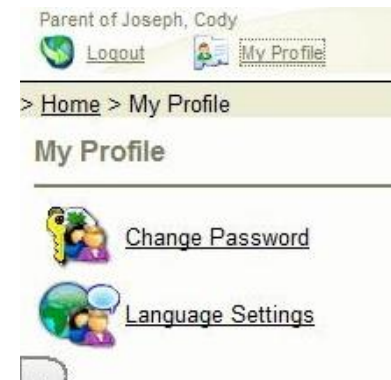 Parent of Joseph, Cody
Logout My Profile
> Home > My Profile
My Profile
Change Password
Language Settings